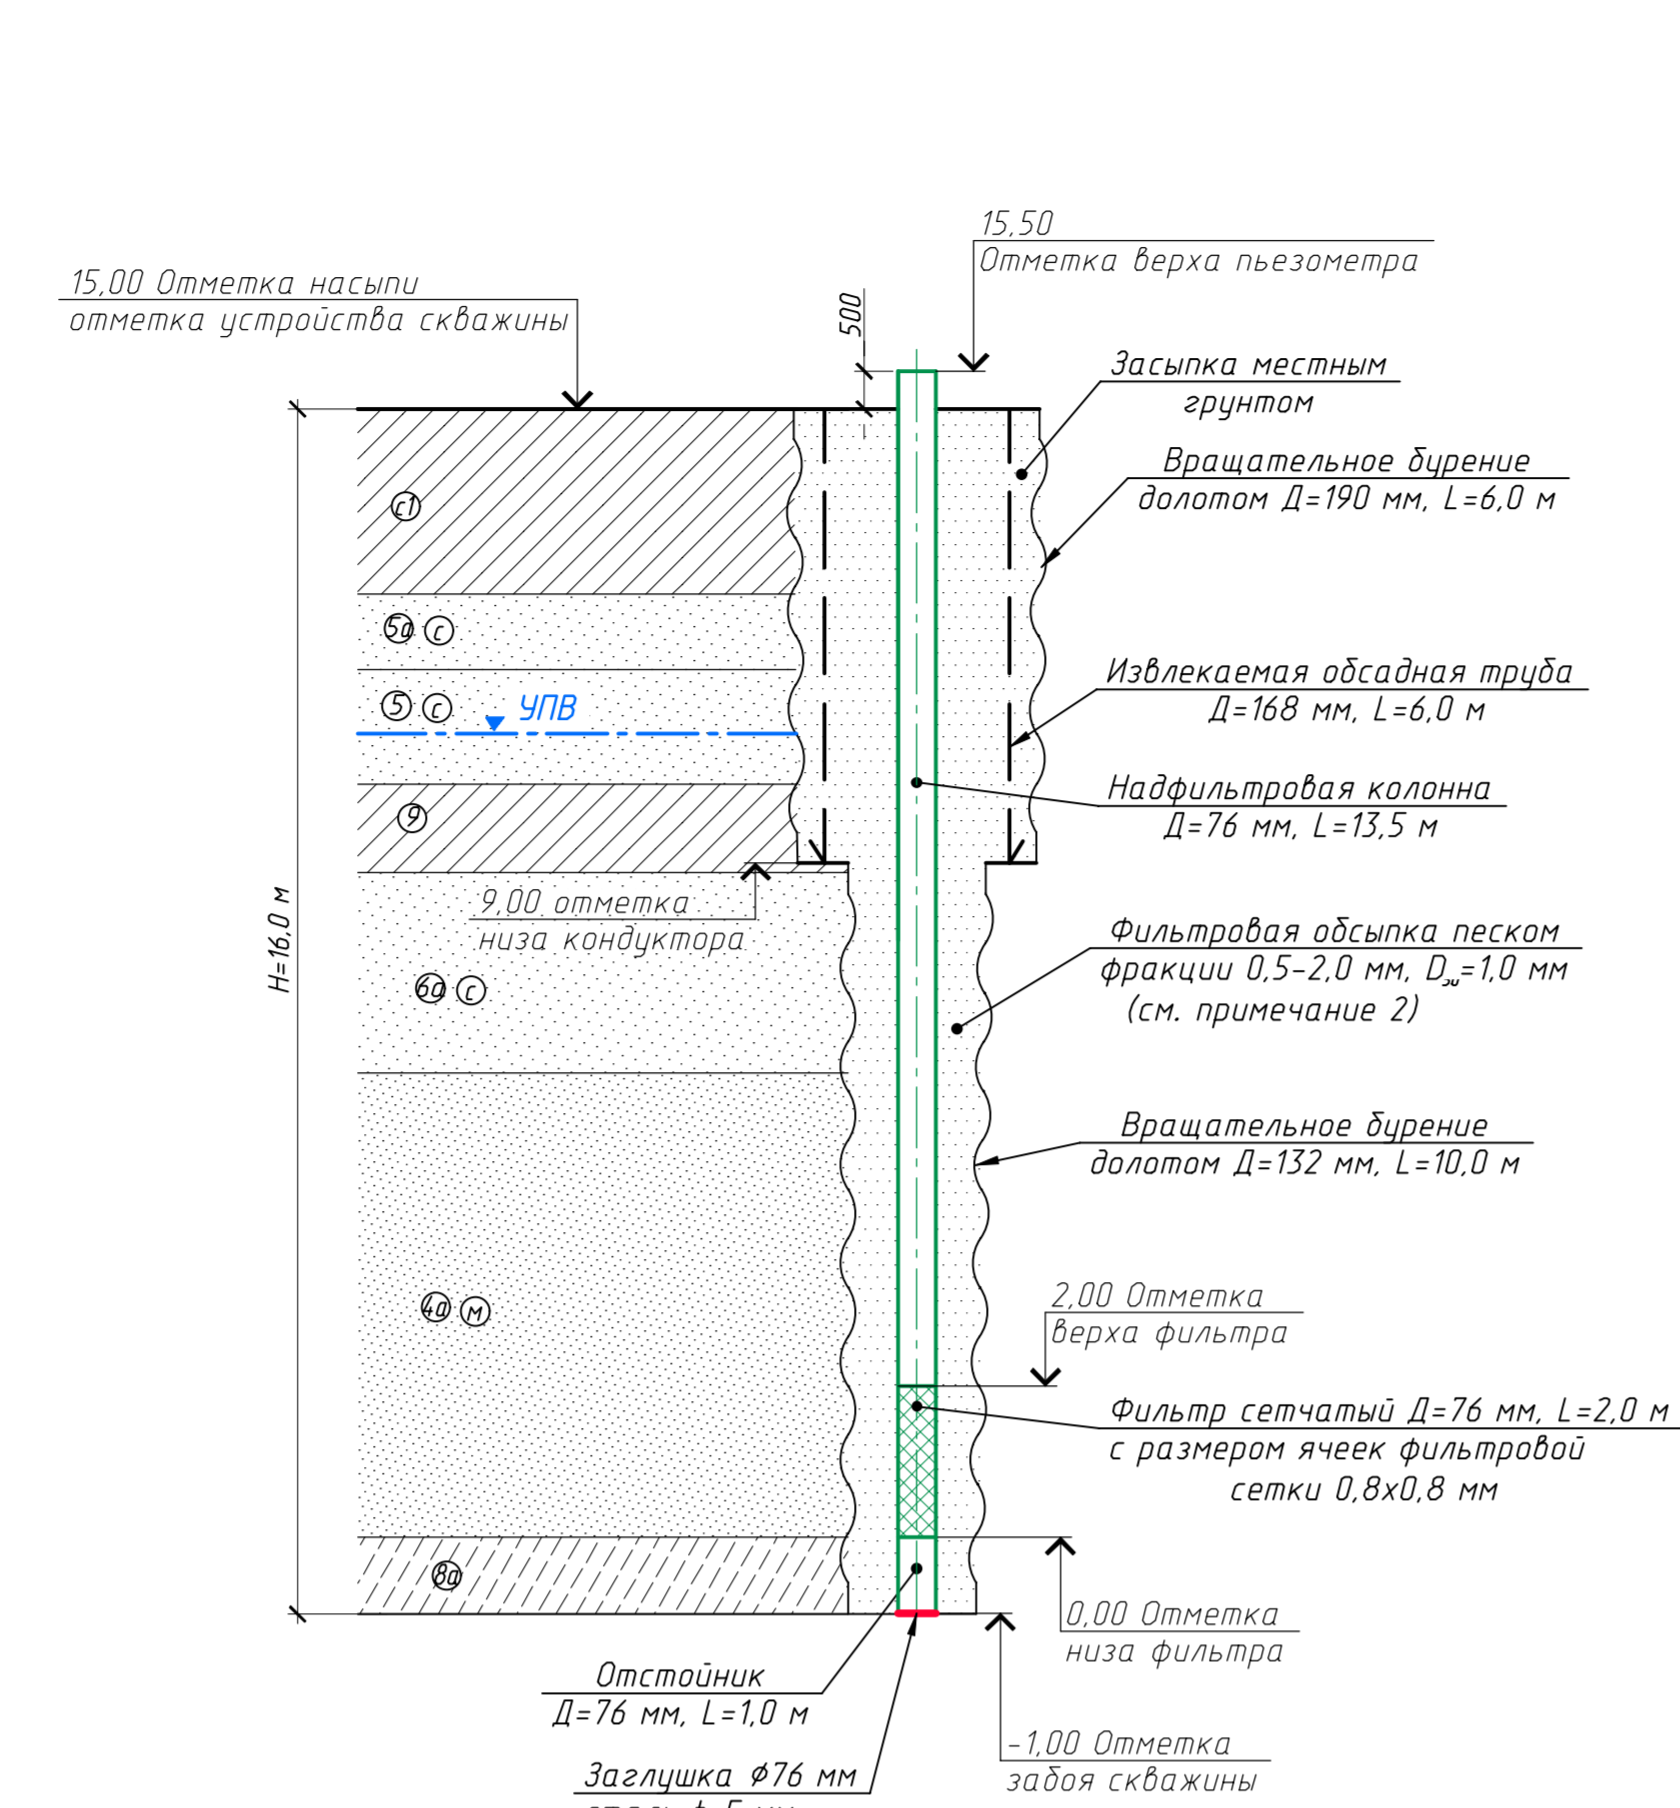 15,50
Отметка верха пьезометра
15,00 Отметка насыпи
отметка устройства скважины
500
Засыпка местным
грунтом
Вращательное бурение
долотом Д=190 мм, L=6,0 м
с1
5а с
5 с
УПВ
Извлекаемая обсадная труба
Д=168 мм, L=6,0 м
Надфильтровая колонна
Д=76 мм, L=13,5 м
9
9,00 отметка
низа кондуктора
H=16,0 м
6а с
Фильтровая обсыпка песком
фракции 0,5-2,0 мм, D =1,0 мм
(см. примечание 2)
Вращательное бурение
долотом Д=132 мм, L=10,0 м
4а м
2,00 Отметка
верха фильтра
Фильтр сетчатый Д=76 мм, L=2,0 м
с размером ячеек фильтровой
сетки 0,8х0,8 мм
8а
0,00 Отметка
низа фильтра
Отстойник
Д=76 мм, L=1,0 м
-1,00 Отметка
забоя скважины
Заглушка ϕ76 мм